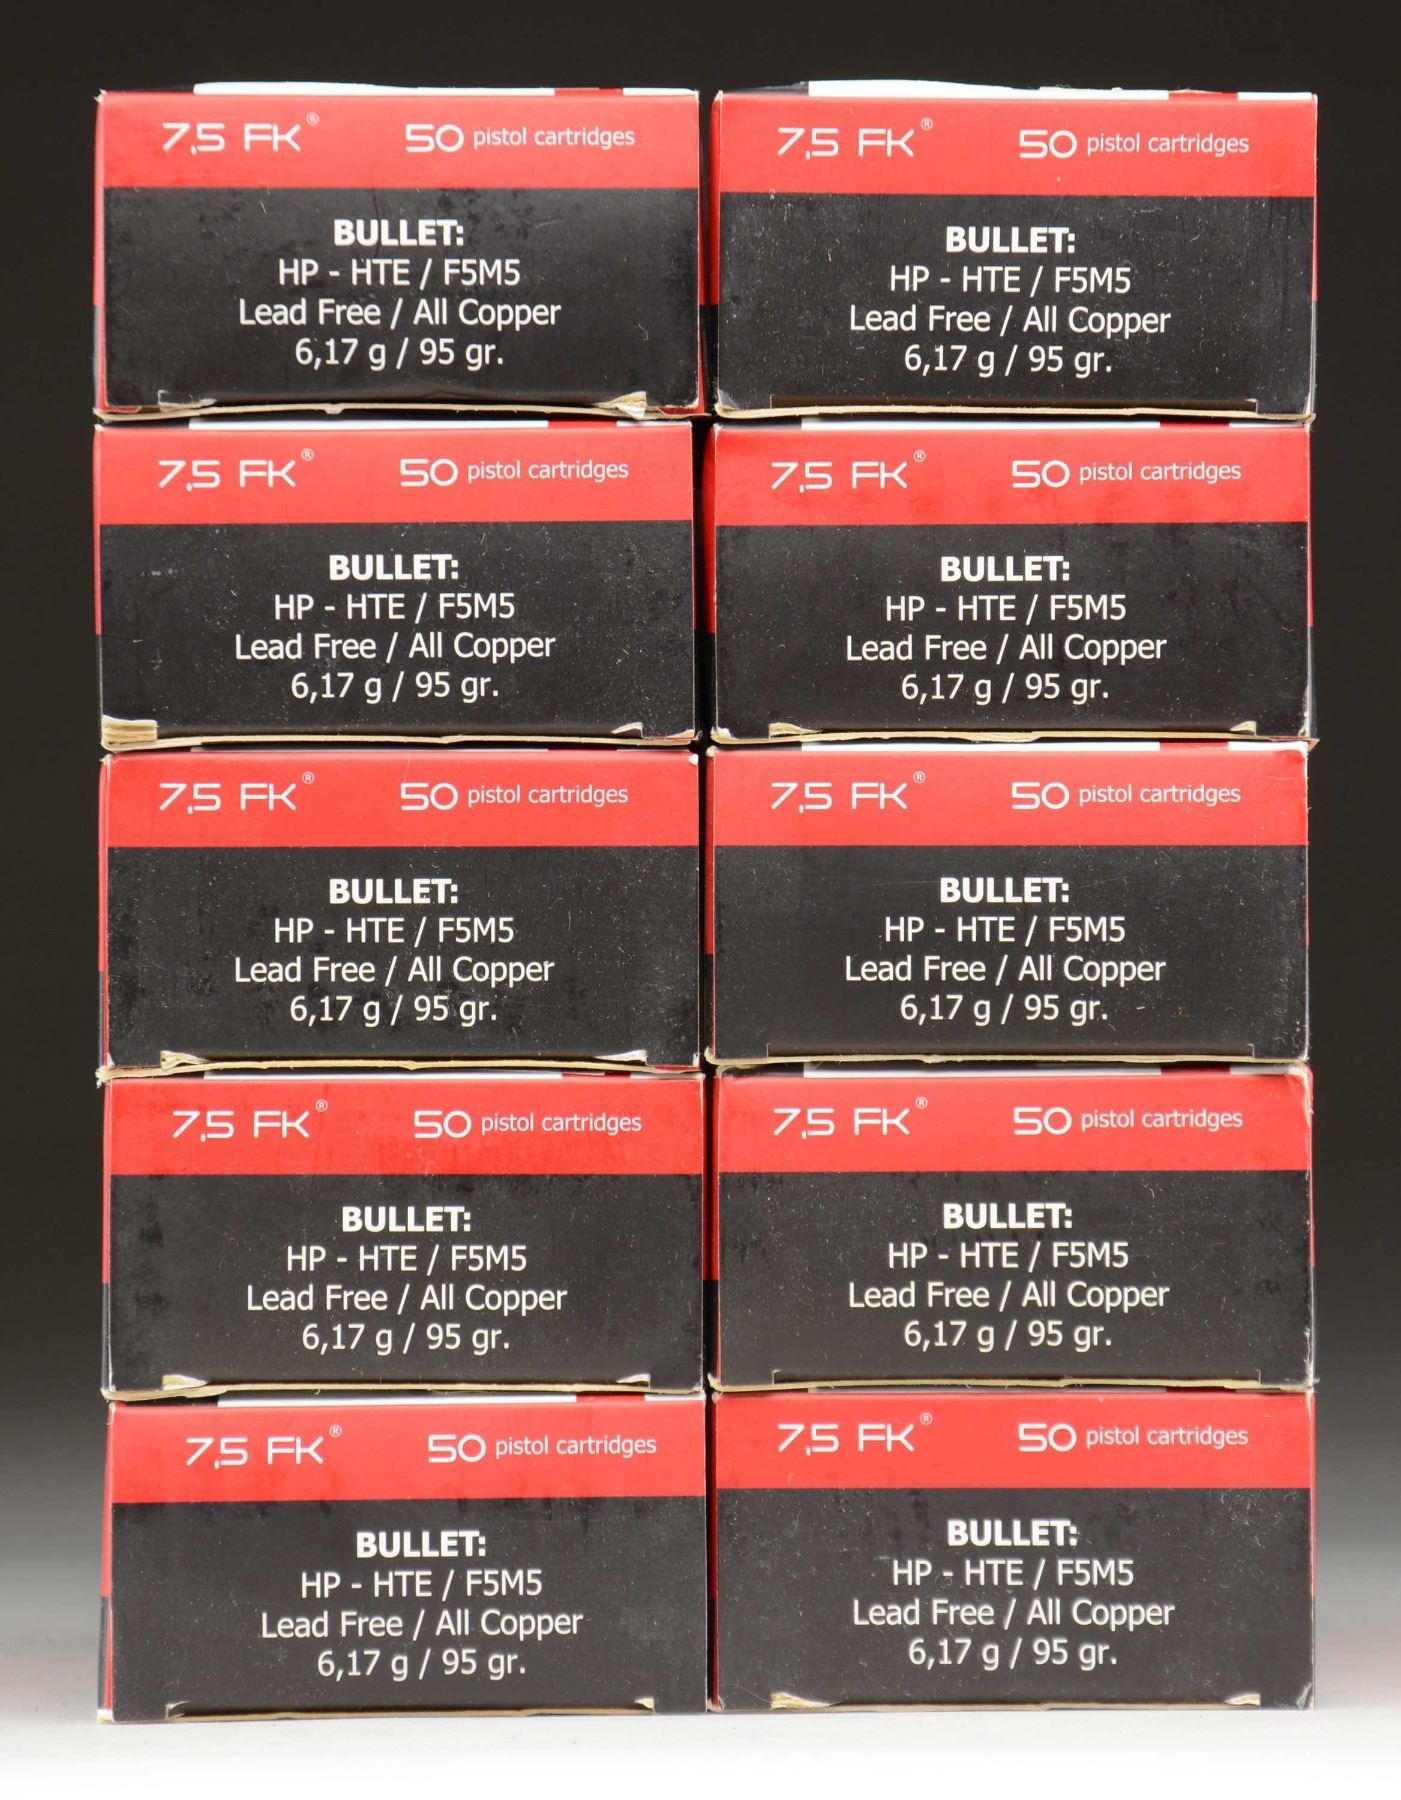 7,5 FK® 50 pistol cartridges
BULLET:
HP - HTE / F5M5
Lead Free / All Copper
6,17 g / 95 gr.
7,5 FK® 50 pistol cartridges
BULLET:
HP - HTE / F5M5
Lead Free / All Copper
6,17 g / 95 gr.
7,5 FK® 50 pistol cartridges
BULLET:
HP - HTE / F5M5
Lead Free / All Copper
6,17 g / 95 gr.
7,5 FK® 50 pistol cartridges
BULLET:
HP - HTE / F5M5
Lead Free / All Copper
6,17 g / 95 gr.
7,5 FK® 50 pistol cartridges
BULLET:
HP - HTE / F5M5
Lead Free / All Copper
6,17 g / 95 gr.
7,5 FK® 50 pistol cartridges
BULLET:
HP - HTE / F5M5
Lead Free / All Copper
6,17 g / 95 gr.
7,5 FK® 50 pistol cartridges
BULLET:
HP - HTE / F5M5
Lead Free / All Copper
6,17 g / 95 gr.
7,5 FK® 50 pistol cartridges
BULLET:
HP - HTE / F5M5
Lead Free / All Copper
6,17 g / 95 gr.
7,5 FK® 50 pistol cartridges
BULLET:
HP - HTE / F5M5
Lead Free / All Copper
6,17 g / 95 gr.
7,5 FK® 50 pistol cartridges
BULLET:
HP - HTE / F5M5
Lead Free / All Copper
6,17 g / 95 gr.